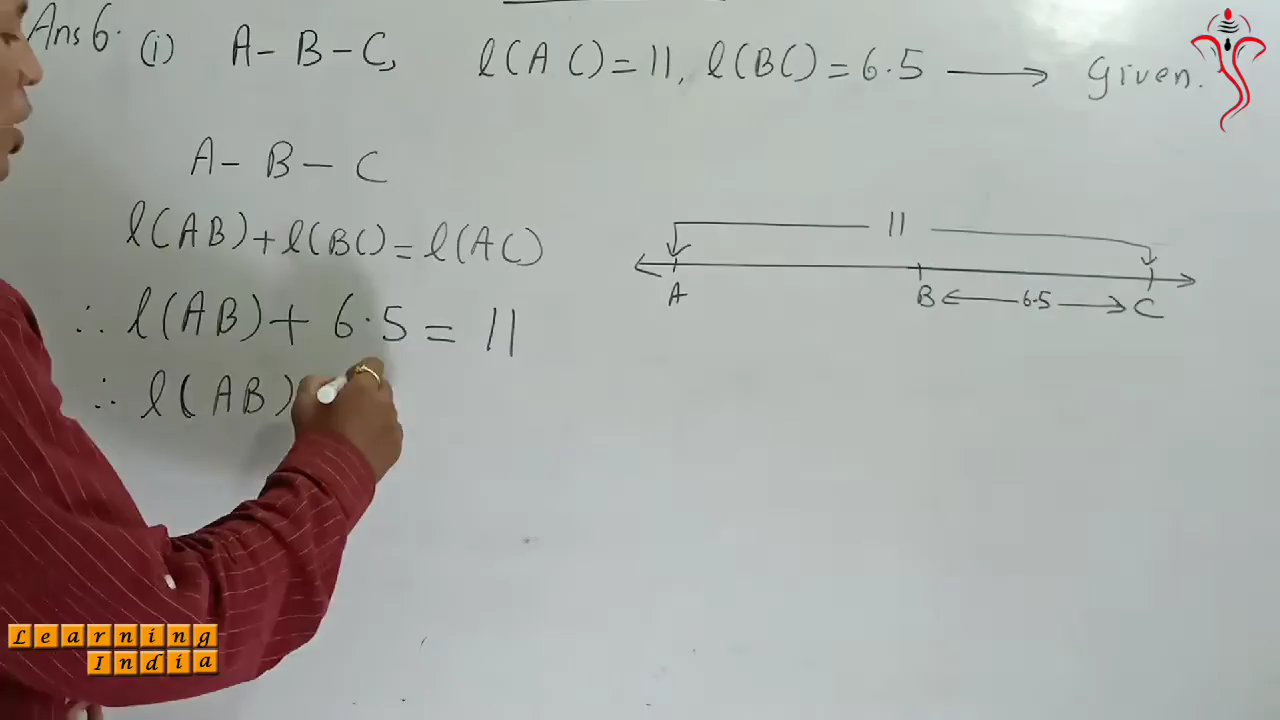 Ans 6. (i) A - B - C, l(AC) = 11, l(BC) = 6.5 ⟶ Given.
A - B - C
l(AB) + l(BC) = l(AC)
∴ l(AB) + 6.5 = 11
∴ l(AB)
11
A B 6.5 C
Learning
India